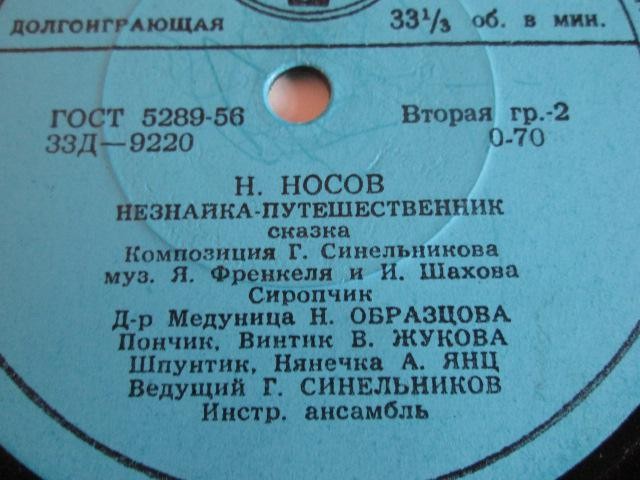 ДОЛГОИГРАЮЩАЯ 33⅓ об. в мин.
ГОСТ 5289-56 Вторая гр.-2
33Д—9220 0-70
Н. НОСОВ
НЕЗНАЙКА-ПУТЕШЕСТВЕННИК
сказка
Композиция Г. Синельникова
муз. Я. Френкеля и И. Шахова
Сиропчик
Д-р Медуница Н. ОБРАЗЦОВА
Пончик, Винтик В. ЖУКОВА
Шпунтик, Нянечка А. ЯНЦ
Ведущий Г. СИНЕЛЬНИКОВ
Инстр. ансамбль